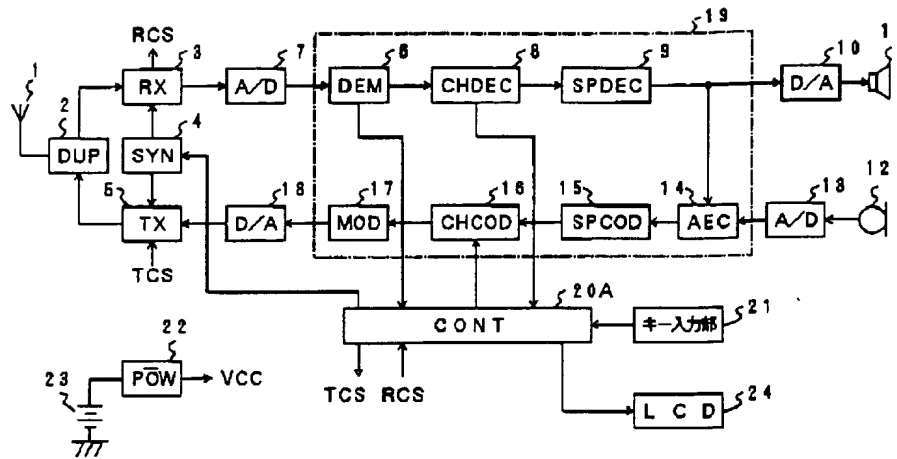 19
RCS
3
7
6
8
9
10
1
1
RX
A/D
DEM
CHDEC
SPDEC
D/A
2
4
DUP
SYN
5
18
17
16
15
14
13
12
TX
D/A
MOD
CHCOD
SPCOD
AEC
A/D
TCS
20A
CONT
キー入力部
21
22
23
POW
VCC
TCS RCS
LCD
24